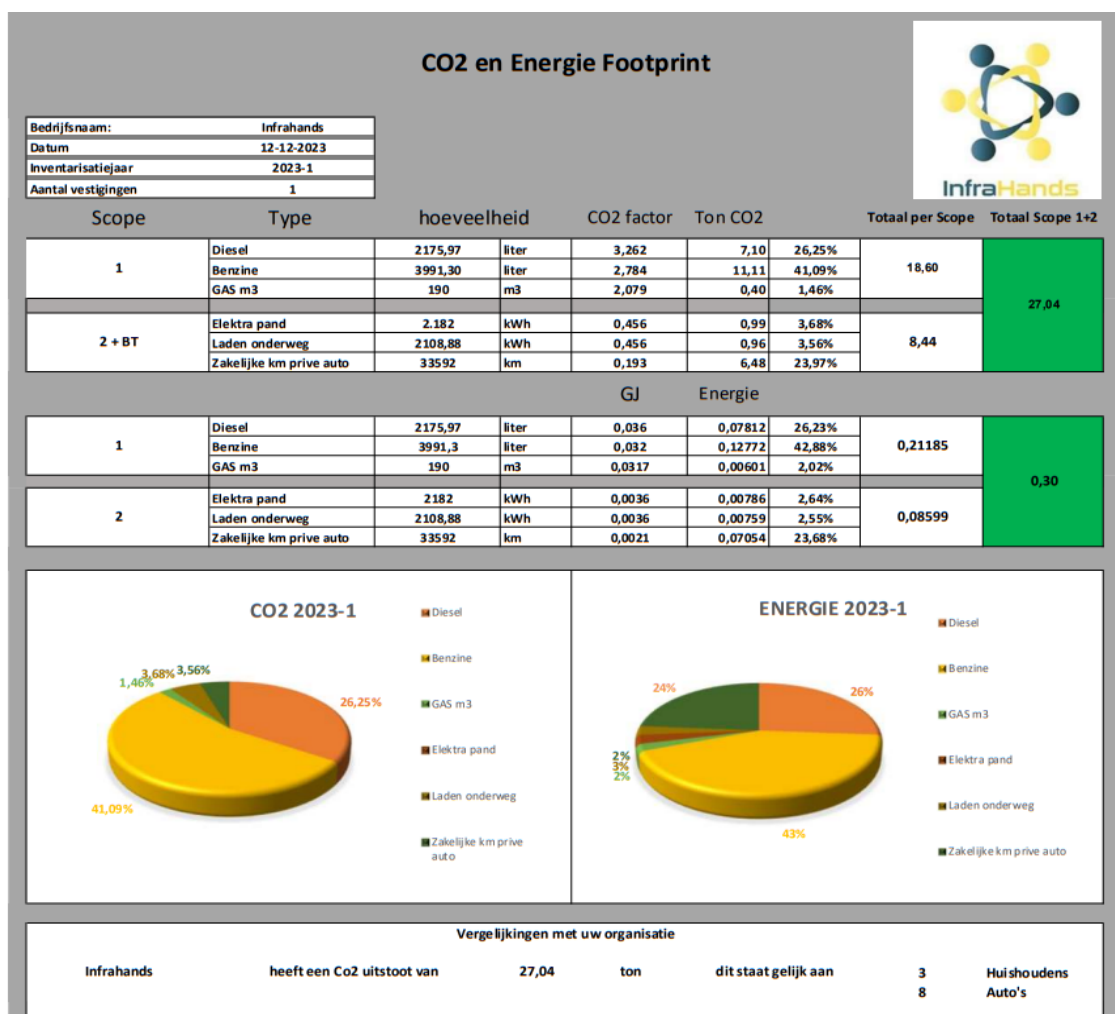 CO2 en Energie Footprint
InfraHands
Bedrijfsnaam: Infrahands
Datum 12-12-2023
Inventarisatiejaar 2023-1
Aantal vestigingen 1
Scope Type hoeveelheid CO2 factor Ton CO2 Totaal per Scope Totaal Scope 1+2
Diesel 2175,97 liter 3,262 7,10 26,25%
1 Benzine 3991,30 liter 2,784 11,11 41,09% 18,60
GAS m3 190 m3 2,079 0,40 1,46%
27,04
Elektra pand 2.182 kWh 0,456 0,99 3,68%
2 + BT Laden onderweg 2108,88 kWh 0,456 0,96 3,56% 8,44
Zakelijke km prive auto 33592 km 0,193 6,48 23,97%
GJ Energie
Diesel 2175,97 liter 0,036 0,07812 26,23%
1 Benzine 3991,3 liter 0,032 0,12772 42,88% 0,21185
GAS m3 190 m3 0,0317 0,00601 2,02%
0,30
Elektra pand 2182 kWh 0,0036 0,00786 2,64%
2 Laden onderweg 2108,88 kWh 0,0036 0,00759 2,55% 0,08599
Zakelijke km prive auto 33592 km 0,0021 0,07054 23,68%
CO2 2023-1
Diesel
Benzine
GAS m3
Elektra pand
Laden onderweg
Zakelijke km prive
auto
3,56%
3,68%
1,46%
26,25%
41,09%
ENERGIE 2023-1
Diesel
Benzine
GAS m3
Elektra pand
Laden onderweg
Zakelijke km prive auto
24%
26%
2%
3%
2%
43%
Vergelijkingen met uw organisatie
Infrahands heeft een Co2 uitstoot van 27,04 ton dit staat gelijk aan 3 Huishoudens
8 Auto's